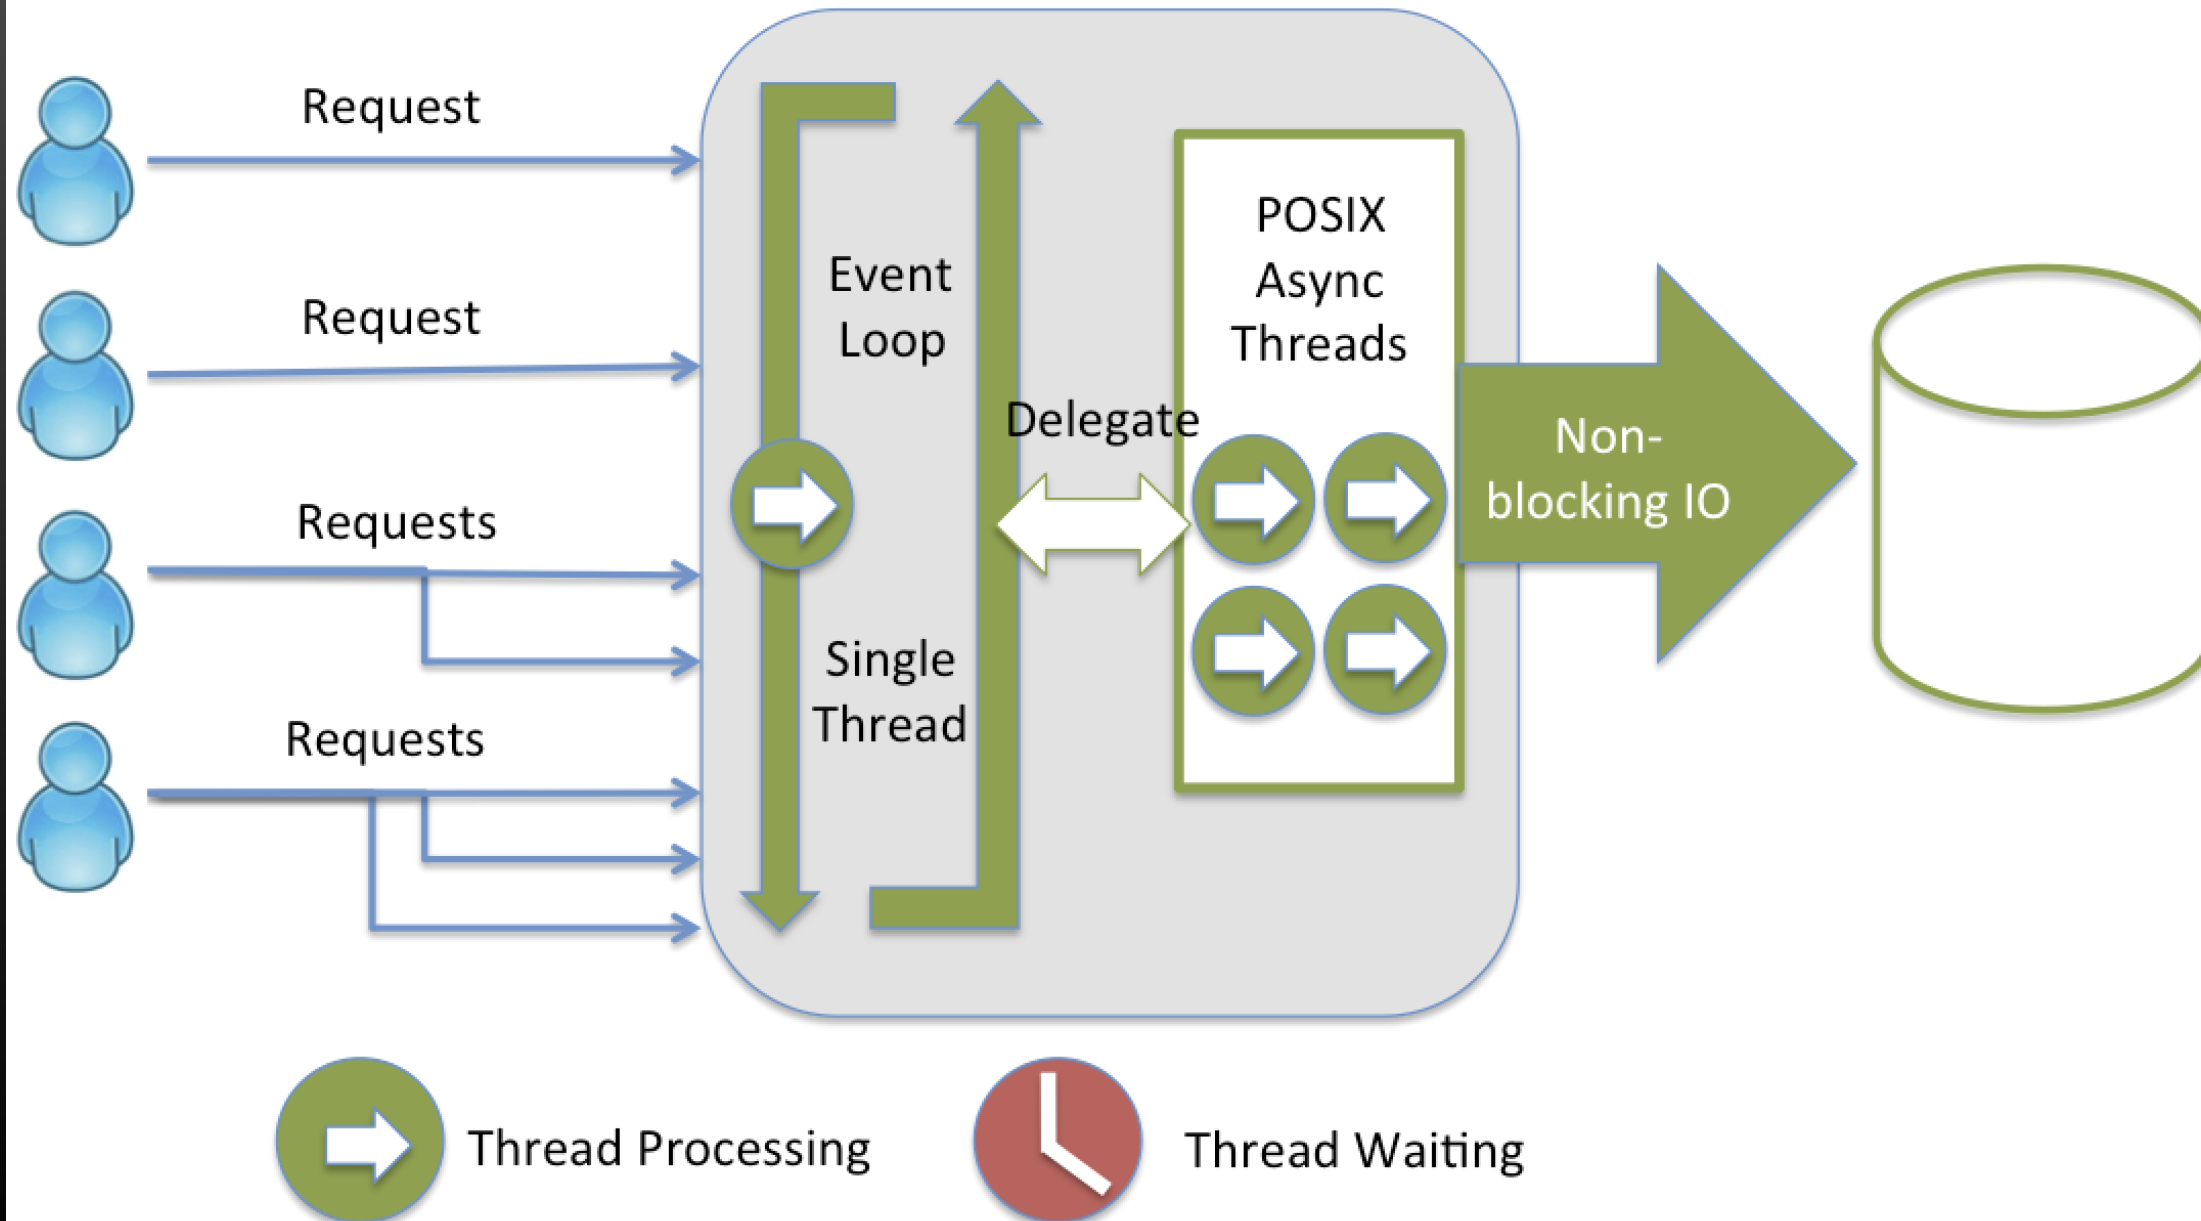 Request
Request
Requests
Requests
Event
Loop
Single
Thread
Delegate
POSIX
Async
Threads
Non-
blocking IO
Thread Processing
Thread Waiting